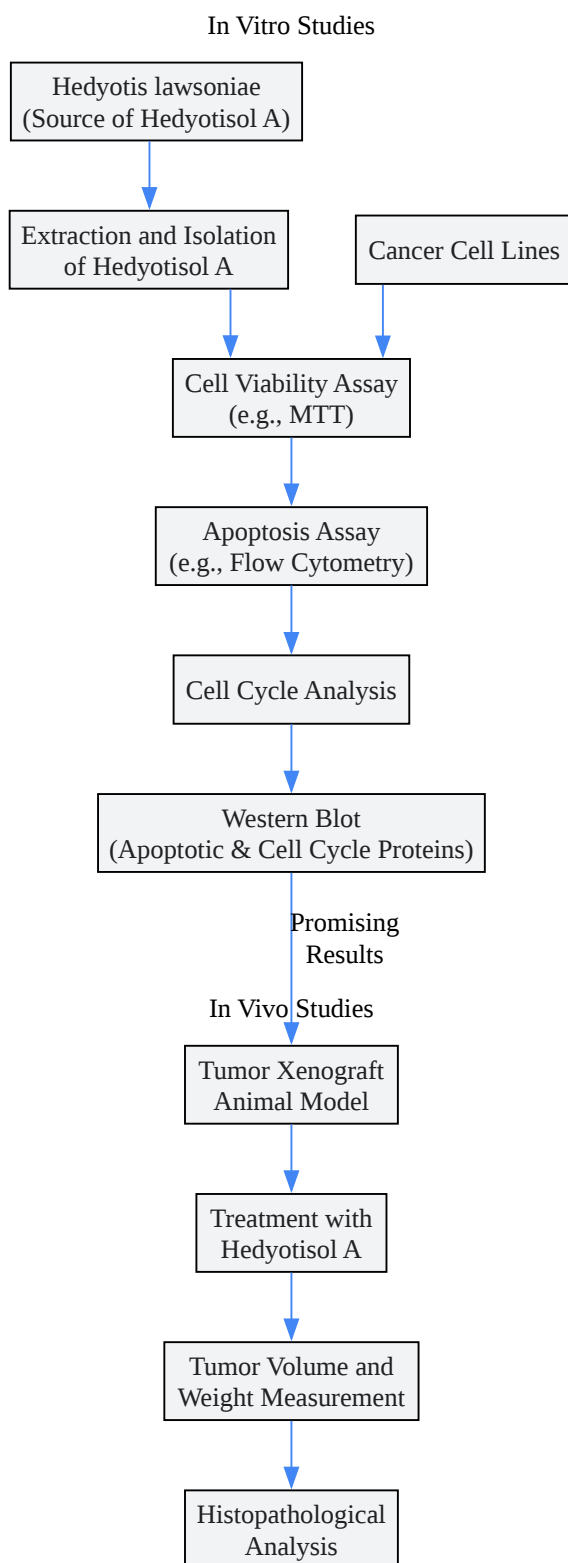 In Vitro Studies
Hedyotis lawsoniae
(Source of Hedyotisol A)
Extraction and Isolation
of Hedyotisol A
Cancer Cell Lines
Cell Viability Assay
(e.g., MTT)
Apoptosis Assay
(e.g., Flow Cytometry)
Cell Cycle Analysis
Western Blot
(Apoptotic & Cell Cycle Proteins)
Promising
Results
In Vivo Studies
Tumor Xenograft
Animal Model
Treatment with
Hedyotisol A
Tumor Volume and
Weight Measurement
Histopathological
Analysis